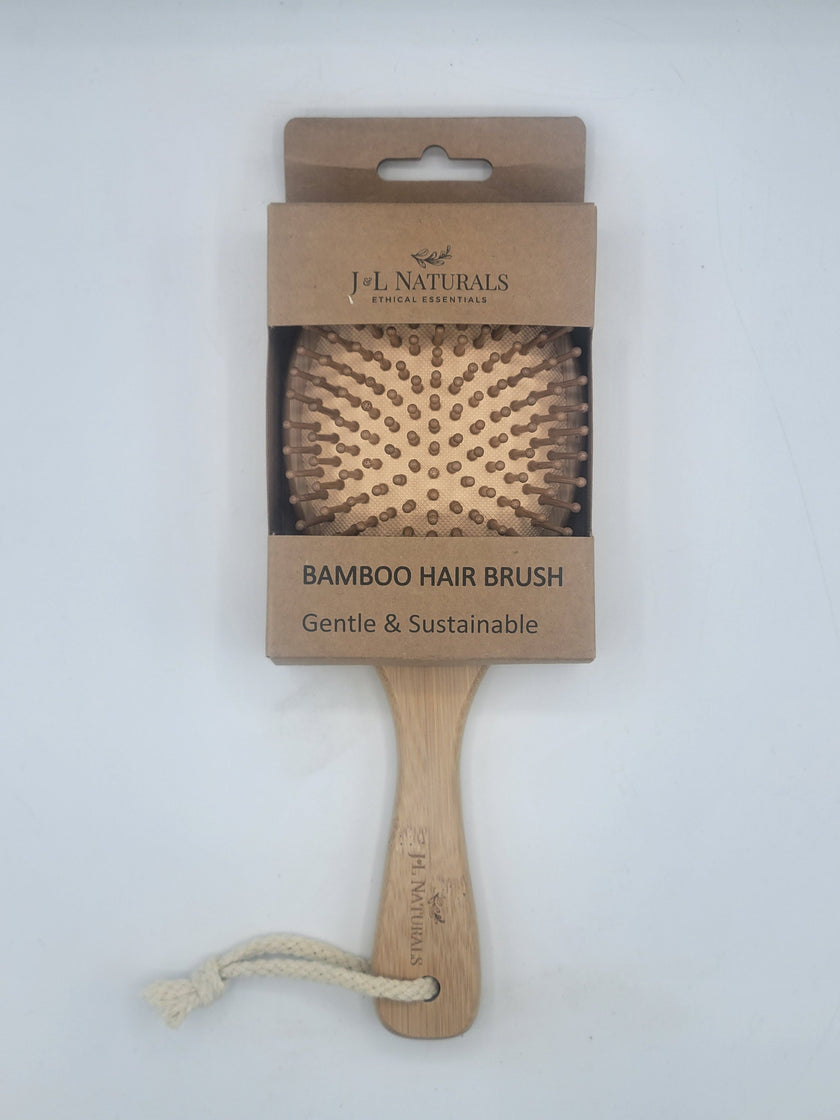 J&L NATURALS
ETHICAL ESSENTIALS
BAMBOO HAIR BRUSH
Gentle & Sustainable
J&L NATURALS